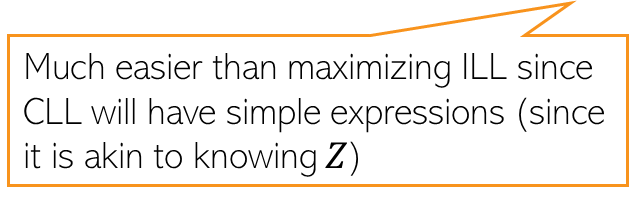 Much easier than maximizing ILL since
CLL will have simple expressions (since
it is akin to knowing Z)